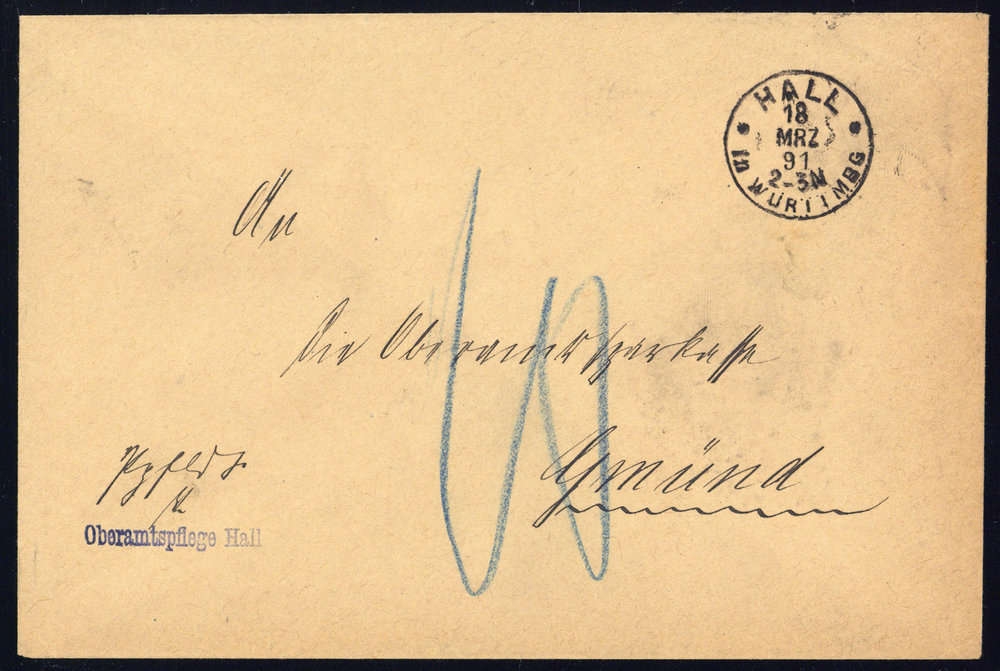 HALL
18
MRZ
91
2-3N
in WÜRTTMBG
An
die Oberamtssparkasse
Gmünd
Oberamtspflege Hall